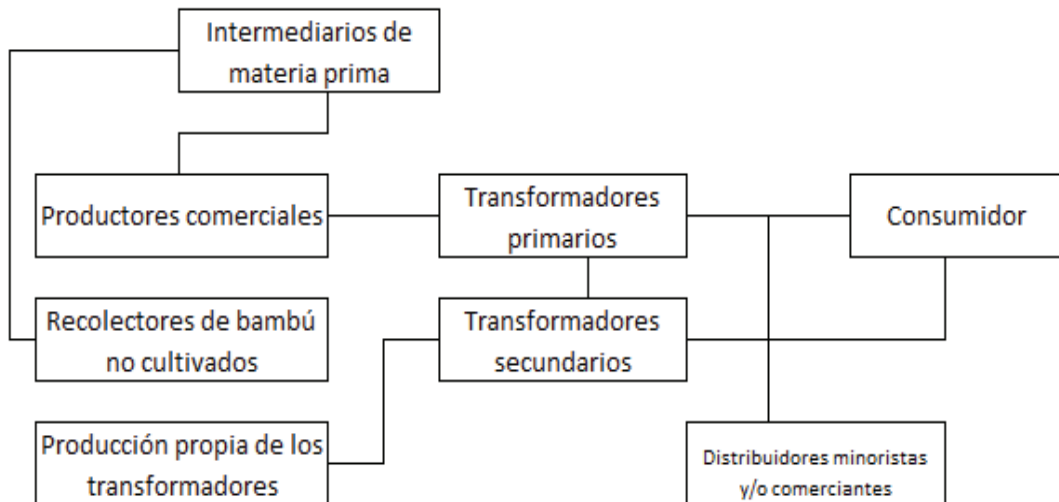 Intermediarios de
materia prima
Productores comerciales
Transformadores
primarios
Consumidor
Recolectores de bambú
no cultivados
Transformadores
secundarios
Producción propia de los
transformadores
Distribuidores minoristas
y/o comerciantes